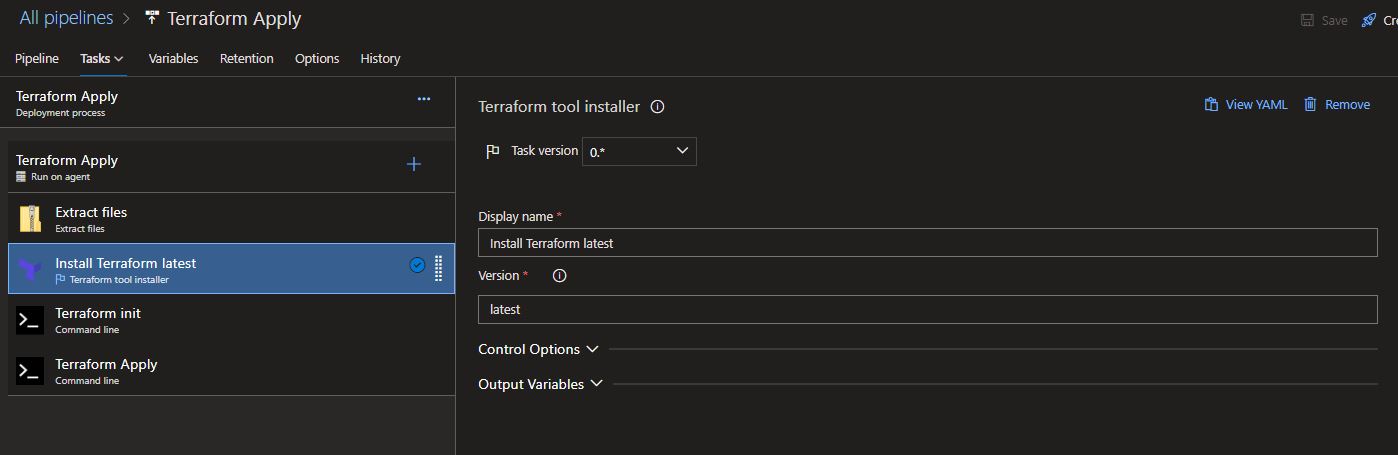 All pipelines > Terraform Apply
Save
Cre
Pipeline Tasks Variables Retention Options History
Terraform Apply
Deployment process
Terraform Apply
Run on agent
Extract files
Extract files
Install Terraform latest
Terraform tool installer
Terraform init
Command line
Terraform Apply
Command line
Terraform tool installer
View YAML
Remove
Task version 0.*
Display name *
Install Terraform latest
Version *
latest
Control Options
Output Variables